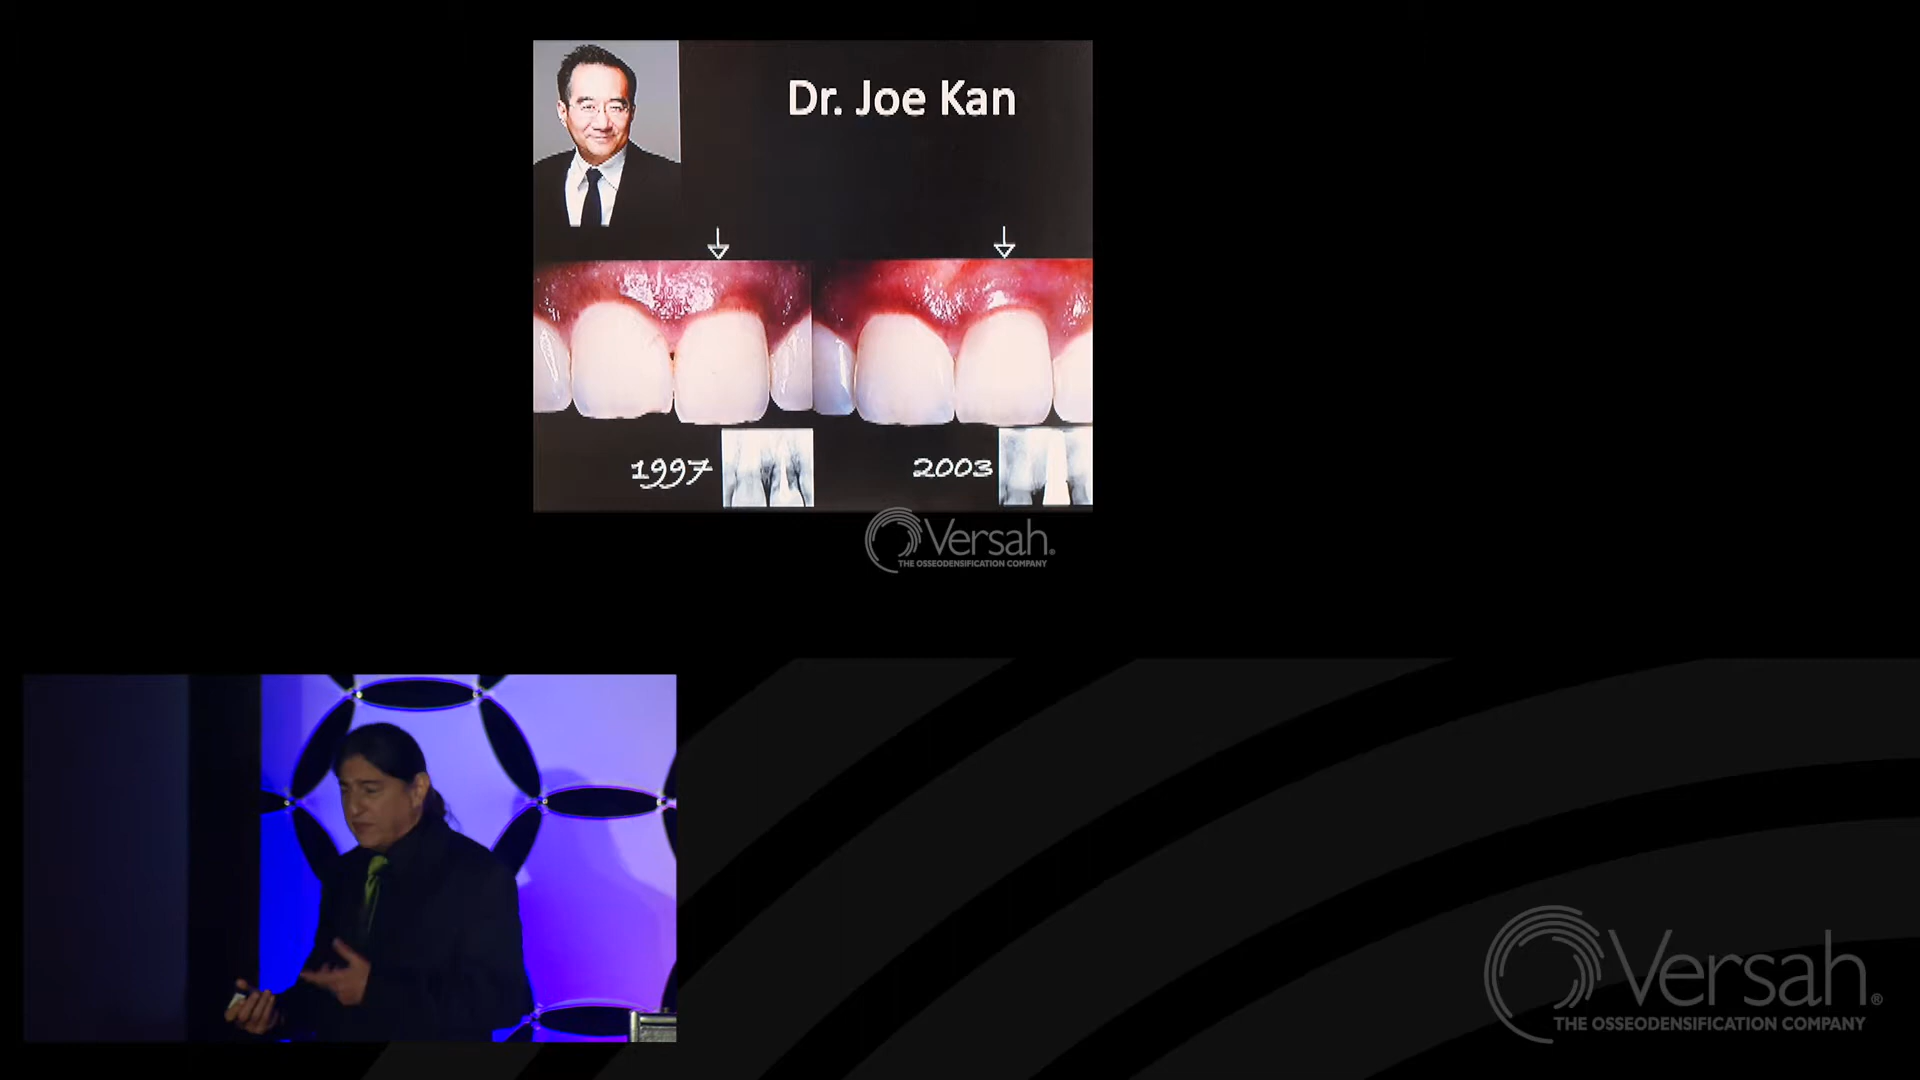 Dr. Joe Kan
1997
2003
Versah®
THE OSSEODENSIFICATION COMPANY
Versah®
THE OSSEODENSIFICATION COMPANY